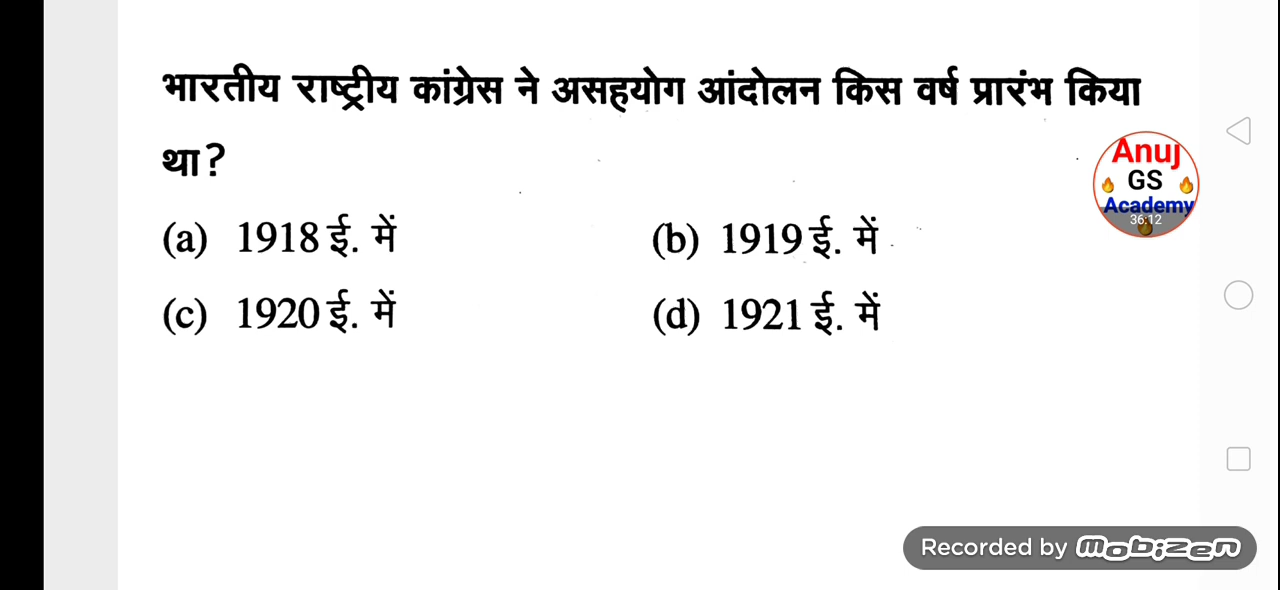 भारतीय राष्ट्रीय कांग्रेस ने असहयोग आंदोलन किस वर्ष प्रारंभ किया
था?
(a) 1918 ई. में (b) 1919 ई. में
(c) 1920 ई. में (d) 1921 ई. में
Anuj
GS
Academy
36:12
Recorded by Mobizen